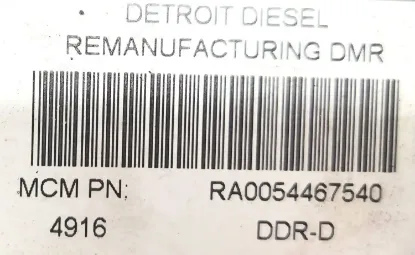 DETROIT DIESEL
REMANUFACTURING DMR
MCM PN: RA0054467540
4916 DDR-D